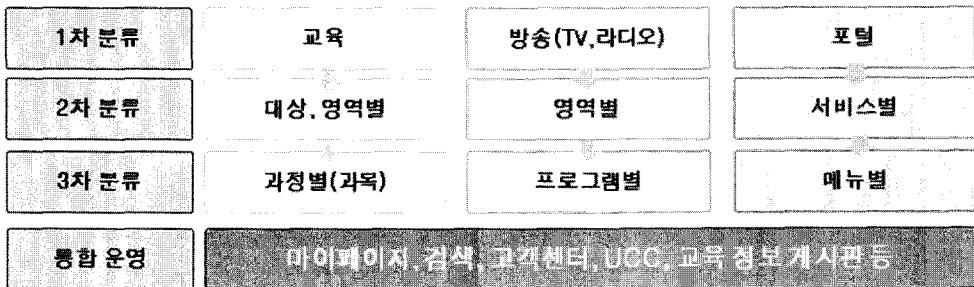 1차 분류 교육 방송(TV,라디오) 포털
2차 분류 대상, 영역별 영역별 서비스별
3차 분류 과정별(과목) 프로그램별 메뉴별
통합 운영 마이페이지, 검색, 고객센터, UCC, 교육 정보 게시판 등